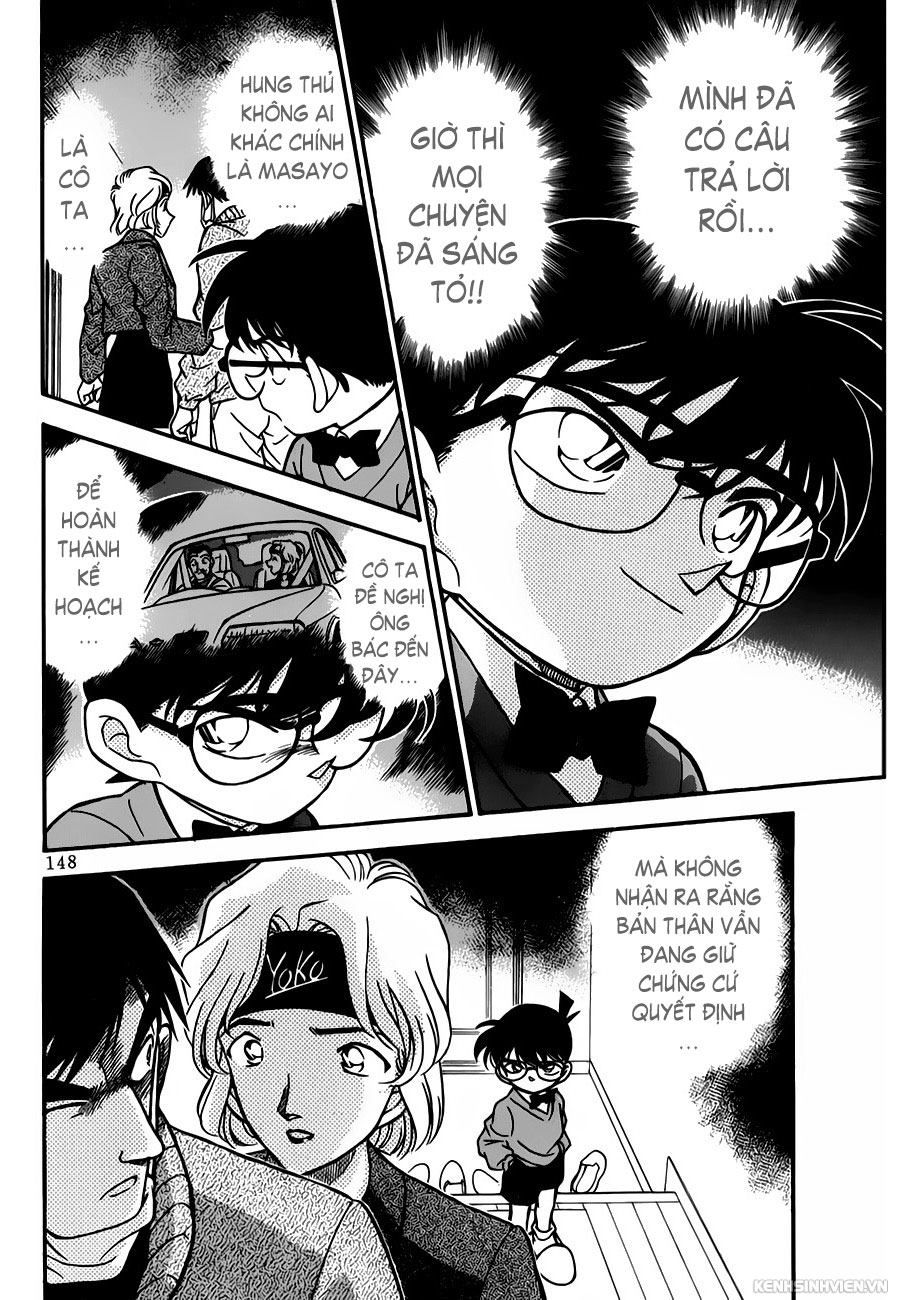 MÌNH ĐÃ
CÓ CÂU
TRẢ LỜI
RỒI...
GIỜ THÌ
MỌI
CHUYỆN
ĐÃ SÁNG
TỎ!!
HUNG THỦ
KHÔNG AI
KHÁC CHÍNH
LÀ MASAYO
...
LÀ
CÔ
TA
...
CÔ TA
ĐỀ NGHỊ
ÔNG
BÁC ĐẾN
ĐÂY...
ĐỂ
HOÀN
THÀNH
KẾ
HOẠCH
...
148
MÀ KHÔNG
NHẬN RA RẰNG
BẢN THÂN VẪN
ĐANG GIỮ
CHỨNG CỨ
QUYẾT ĐỊNH
...
YoKo
KENHSINHVIEN.VN